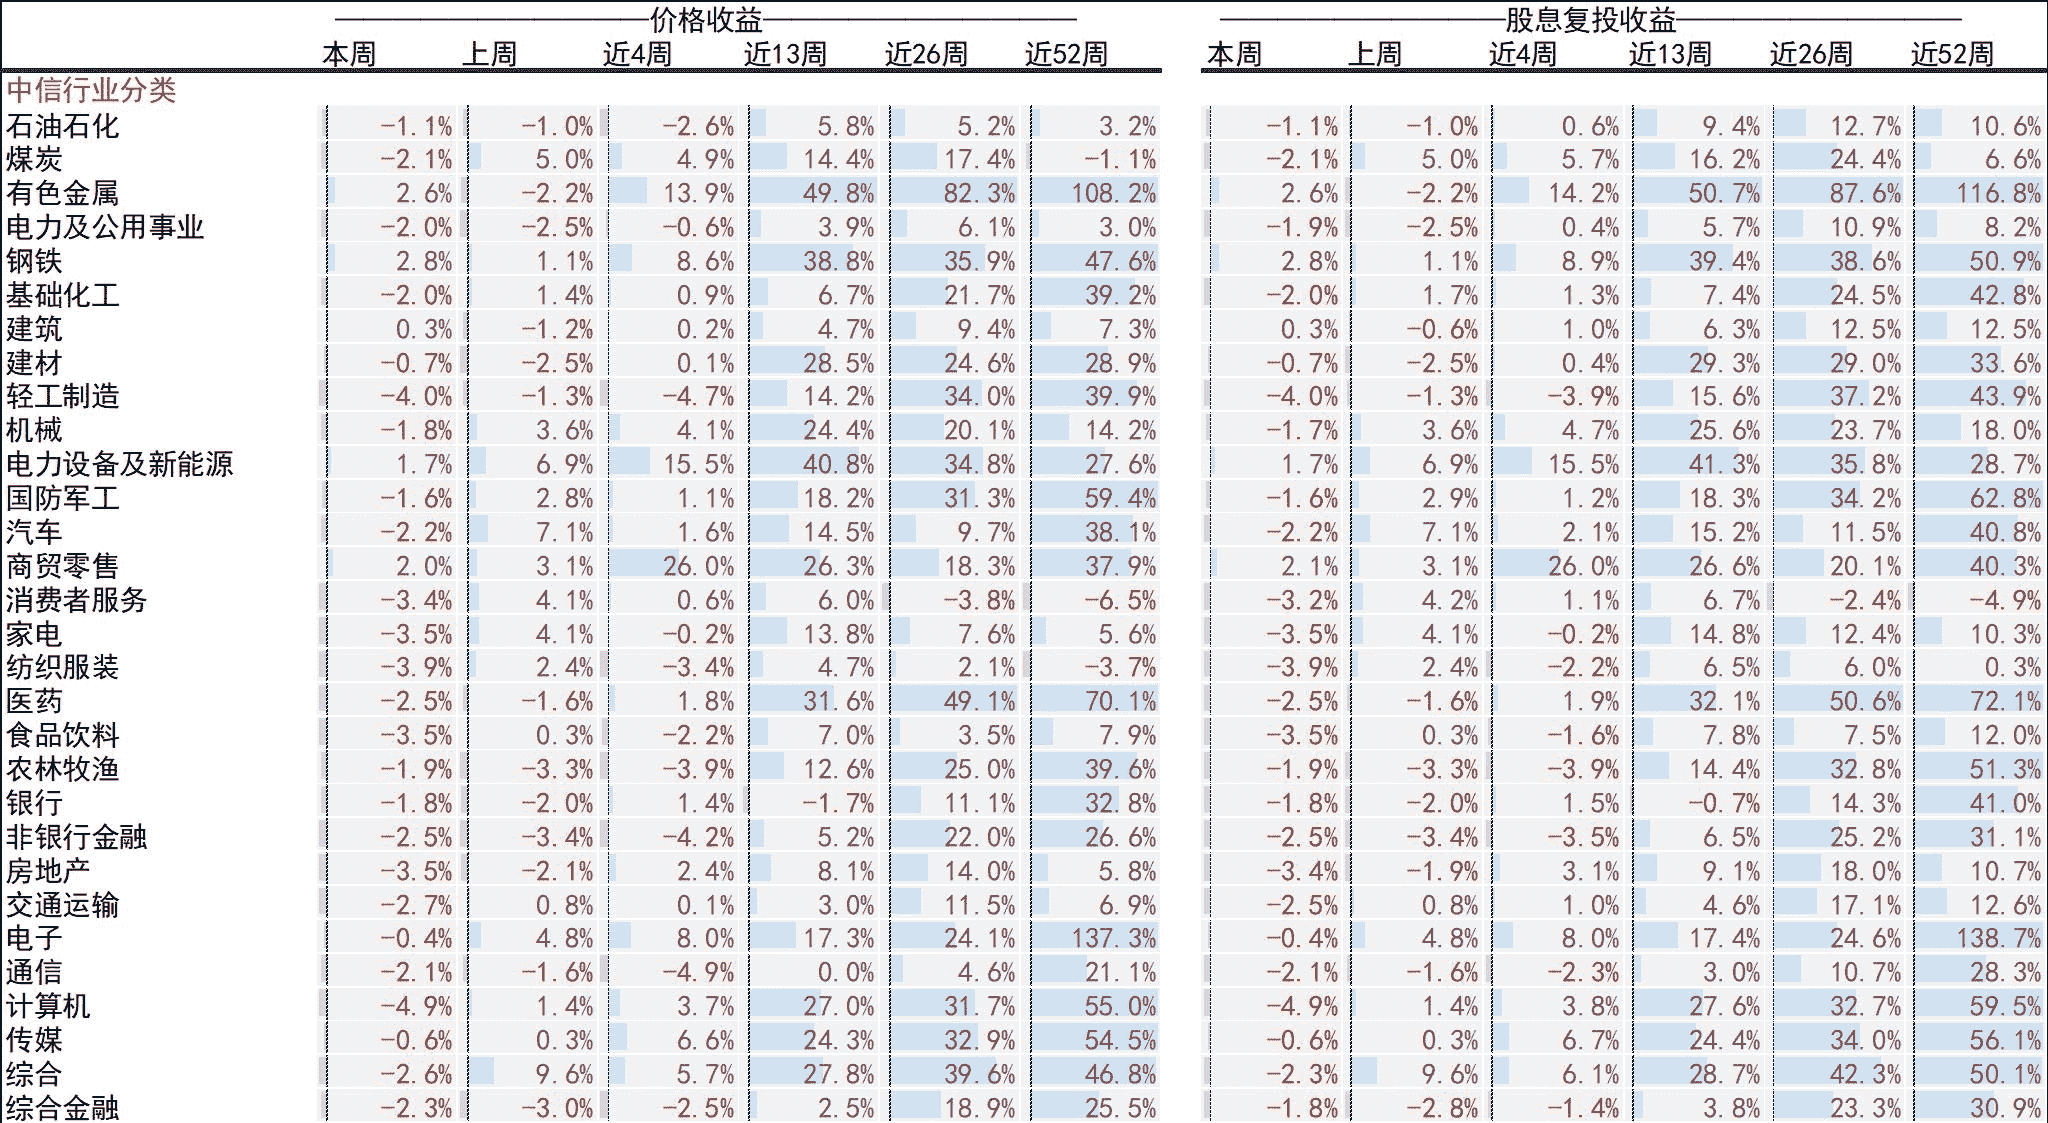 价格收益 股息复投收益
本周 上周 近4周 近13周 近26周 近52周 本周 上周 近4周 近13周 近26周 近52周
中信行业分类
石油石化 -1.1% -1.0% -2.6% 5.8% 5.2% 3.2% -1.1% -1.0% 0.6% 9.4% 12.7% 10.6%
煤炭 -2.1% 5.0% 4.9% 14.4% 17.4% -1.1% -2.1% 5.0% 5.7% 16.2% 24.4% 6.6%
有色金属 2.6% -2.2% 13.9% 49.8% 82.3% 108.2% 2.6% -2.2% 14.2% 50.7% 87.6% 116.8%
电力及公用事业 -2.0% -2.5% -0.6% 3.9% 6.1% 3.0% -1.9% -2.5% 0.4% 5.7% 10.9% 8.2%
钢铁 2.8% 1.1% 8.6% 38.8% 35.9% 47.6% 2.8% 1.1% 8.9% 39.4% 38.6% 50.9%
基础化工 -2.0% 1.4% 0.9% 6.7% 21.7% 39.2% -2.0% 1.7% 1.3% 7.4% 24.5% 42.8%
建筑 0.3% -1.2% 0.2% 4.7% 9.4% 7.3% 0.3% -0.6% 1.0% 6.3% 12.5% 12.5%
建材 -0.7% -2.5% 0.1% 28.5% 24.6% 28.9% -0.7% -2.5% 0.4% 29.3% 29.0% 33.6%
轻工制造 -4.0% -1.3% -4.7% 14.2% 34.0% 39.9% -4.0% -1.3% -3.9% 15.6% 37.2% 43.9%
机械 -1.8% 3.6% 4.1% 24.4% 20.1% 14.2% -1.7% 3.6% 4.7% 25.6% 23.7% 18.0%
电力设备及新能源 1.7% 6.9% 15.5% 40.8% 34.8% 27.6% 1.7% 6.9% 15.5% 41.3% 35.8% 28.7%
国防军工 -1.6% 2.8% 1.1% 18.2% 31.3% 59.4% -1.6% 2.9% 1.2% 18.3% 34.2% 62.8%
汽车 -2.2% 7.1% 1.6% 14.5% 9.7% 38.1% -2.2% 7.1% 2.1% 15.2% 11.5% 40.8%
商贸零售 2.0% 3.1% 26.0% 26.3% 18.3% 37.9% 2.1% 3.1% 26.0% 26.6% 20.1% 40.3%
消费者服务 -3.4% 4.1% 0.6% 6.0% -3.8% -6.5% -3.2% 4.2% 1.1% 6.7% -2.4% -4.9%
家电 -3.5% 4.1% -0.2% 13.8% 7.6% 5.6% -3.5% 4.1% -0.2% 14.8% 12.4% 10.3%
纺织服装 -3.9% 2.4% -3.4% 4.7% 2.1% -3.7% -3.9% 2.4% -2.2% 6.5% 6.0% 0.3%
医药 -2.5% -1.6% 1.8% 31.6% 49.1% 70.1% -2.5% -1.6% 1.9% 32.1% 50.6% 72.1%
食品饮料 -3.5% 0.3% -2.2% 7.0% 3.5% 7.9% -3.5% 0.3% -1.6% 7.8% 7.5% 12.0%
农林牧渔 -1.9% -3.3% -3.9% 12.6% 25.0% 39.6% -1.9% -3.3% -3.9% 14.4% 32.8% 51.3%
银行 -1.8% -2.0% 1.4% -1.7% 11.1% 32.8% -1.8% -2.0% 1.5% -0.7% 14.3% 41.0%
非银行金融 -2.5% -3.4% -4.2% 5.2% 22.0% 26.6% -2.5% -3.4% -3.5% 6.5% 25.2% 31.1%
房地产 -3.5% -2.1% 2.4% 8.1% 14.0% 5.8% -3.4% -1.9% 3.1% 9.1% 18.0% 10.7%
交通运输 -2.7% 0.8% 0.1% 3.0% 11.5% 6.9% -2.5% 0.8% 1.0% 4.6% 17.1% 12.6%
电子 -0.4% 4.8% 8.0% 17.3% 24.1% 137.3% -0.4% 4.8% 8.0% 17.4% 24.6% 138.7%
通信 -2.1% -1.6% -4.9% 0.0% 4.6% 21.1% -2.1% -1.6% -2.3% 3.0% 10.7% 28.3%
计算机 -4.9% 1.4% 3.7% 27.0% 31.7% 55.0% -4.9% 1.4% 3.8% 27.6% 32.7% 59.5%
传媒 -0.6% 0.3% 6.6% 24.3% 32.9% 54.5% -0.6% 0.3% 6.7% 24.4% 34.0% 56.1%
综合 -2.6% 9.6% 5.7% 27.8% 39.6% 46.8% -2.3% 9.6% 6.1% 28.7% 42.3% 50.1%
综合金融 -2.3% -3.0% -2.5% 2.5% 18.9% 25.5% -1.8% -2.8% -1.4% 3.8% 23.3% 30.9%